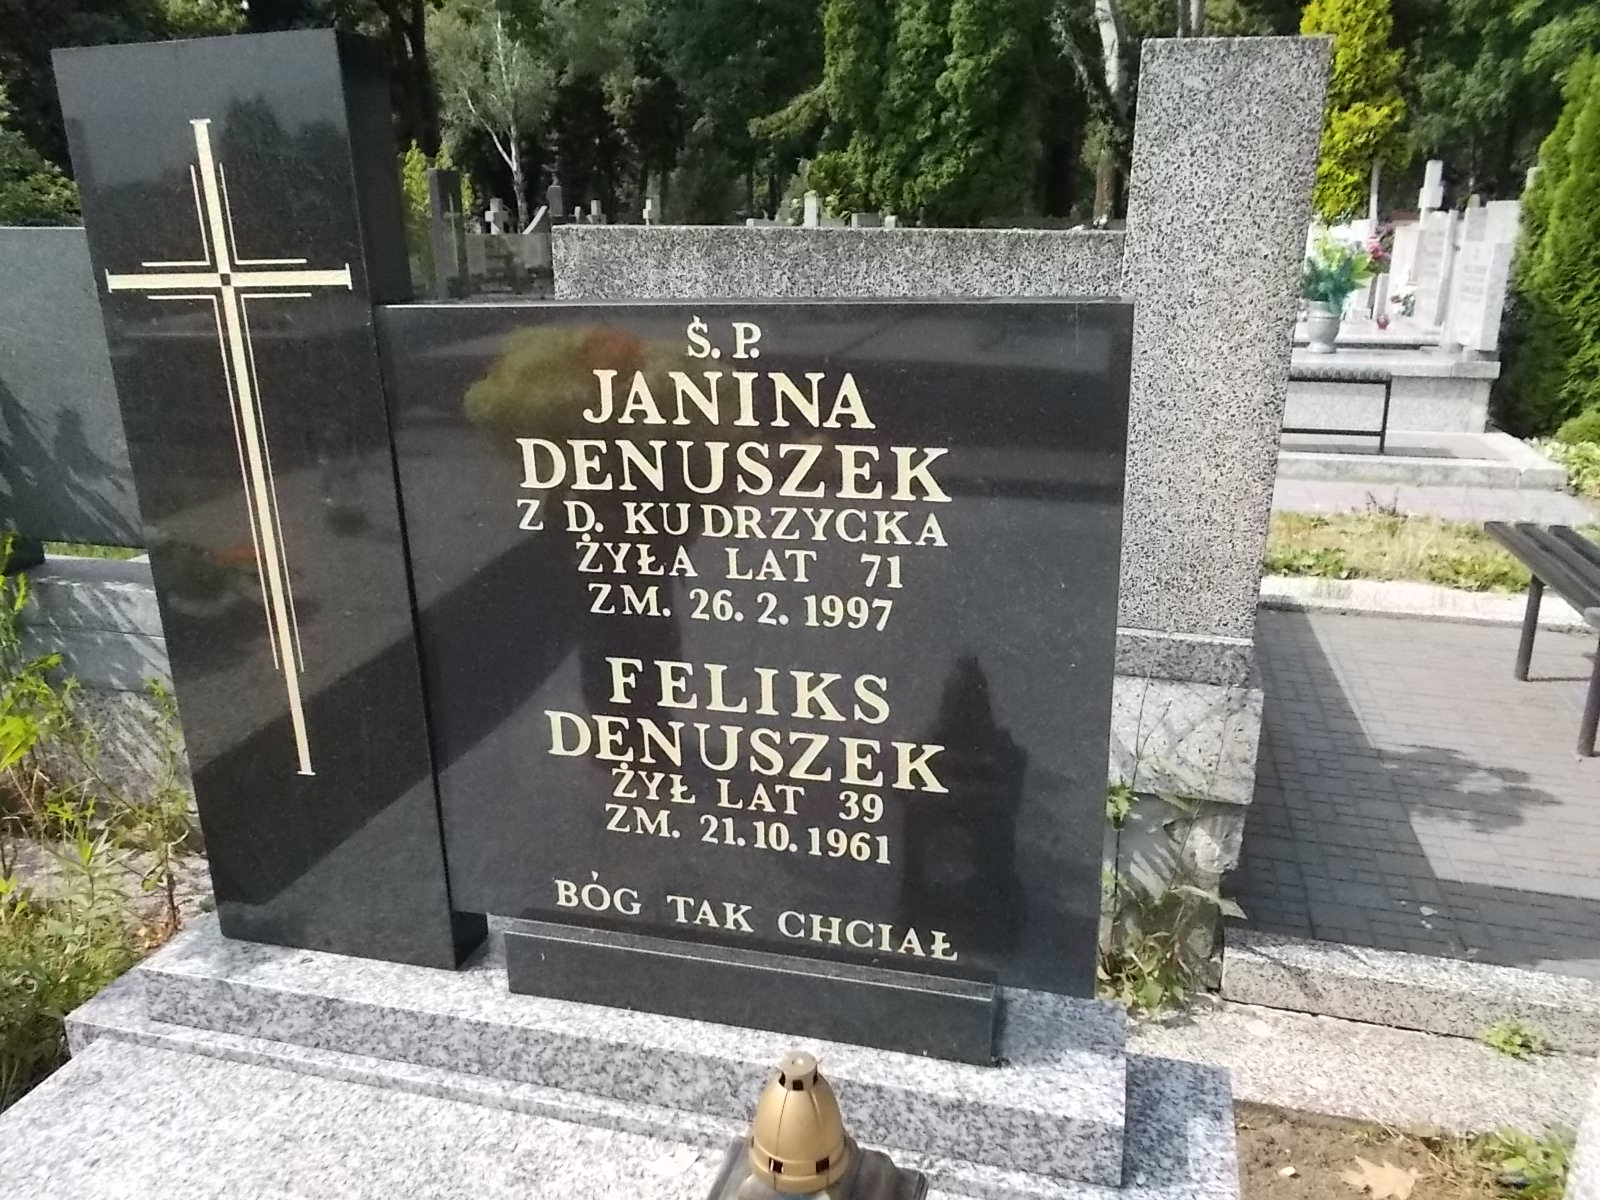 Ś. P.
JANINA
DENUSZEK
Z D. KUDRZYCKA
ŻYŁA LAT 71
ZM. 26. 2. 1997
FELIKS
DENUSZEK
ŻYŁ LAT 39
ZM. 21.10.1961
BÓG TAK CHCIAŁ